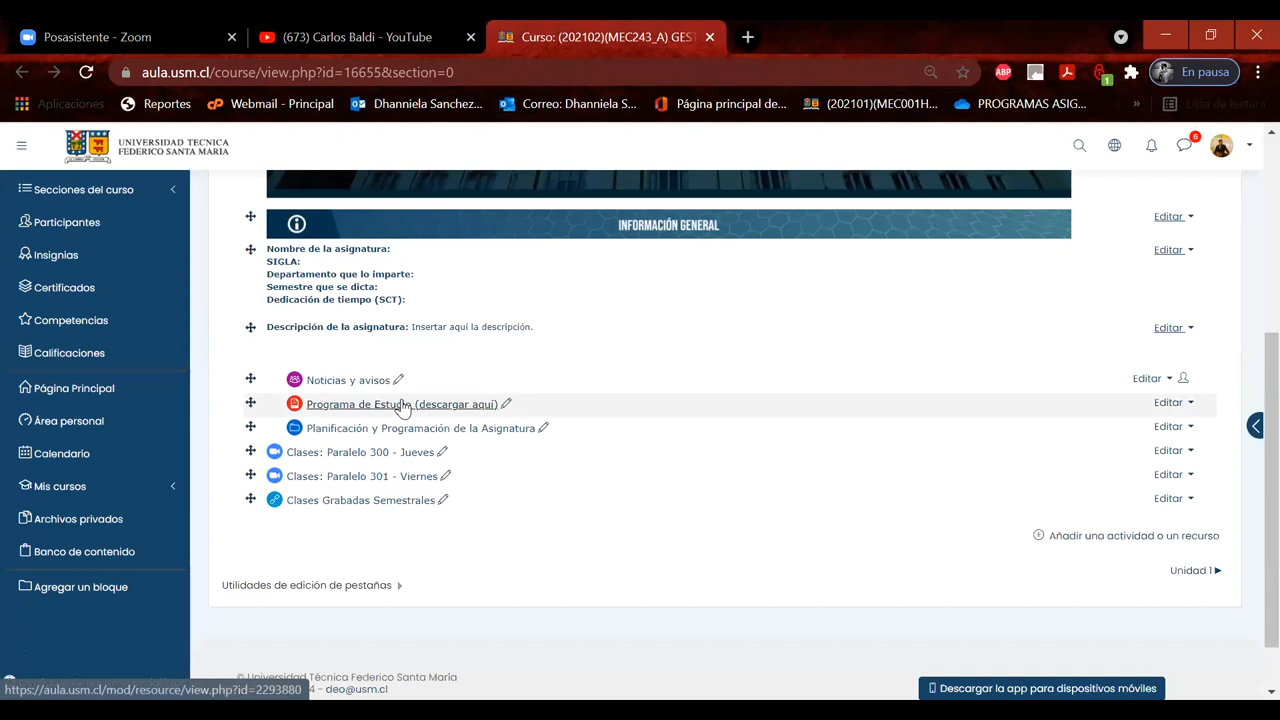 Posasistente - Zoom
(673) Carlos Baldi - YouTube
Curso: (202102)(MEC243_A) GES
aula.usm.cl/course/view.php?id=16655&section=0
ABP
1
En pausa
Aplicaciones
Reportes
Webmail - Principal
Dhanniela Sanchez...
Correo: Dhanniela S...
Página principal de...
(202101)(MEC001H...
PROGRAMAS ASIG...
»
Lista de lectura
UNIVERSIDAD TECNICA
FEDERICO SANTA MARIA
6
Secciones del curso
Participantes
Insignias
Certificados
Competencias
Calificaciones
Página Principal
Área personal
Calendario
Mis cursos
Archivos privados
Banco de contenido
Agregar un bloque
INFORMACIÓN GENERAL
Editar
Nombre de la asignatura:
Editar
SIGLA:
Departamento que lo imparte:
Semestre que se dicta:
Dedicación de tiempo (SCT):
Descripción de la asignatura: Insertar aquí la descripción.
Editar
Noticias y avisos
Editar
Programa de Estudio (descargar aquí)
Editar
Planificación y Programación de la Asignatura
Editar
Clases: Paralelo 300 - Jueves
Editar
Clases: Paralelo 301 - Viernes
Editar
Clases Grabadas Semestrales
Editar
Añadir una actividad o un recurso
Unidad 1
Utilidades de edición de pestañas
© Universidad Técnica Federico Santa María
4 - deo@usm.cl
https://aula.usm.cl/mod/resource/view.php?id=2293880
Descargar la app para dispositivos móviles